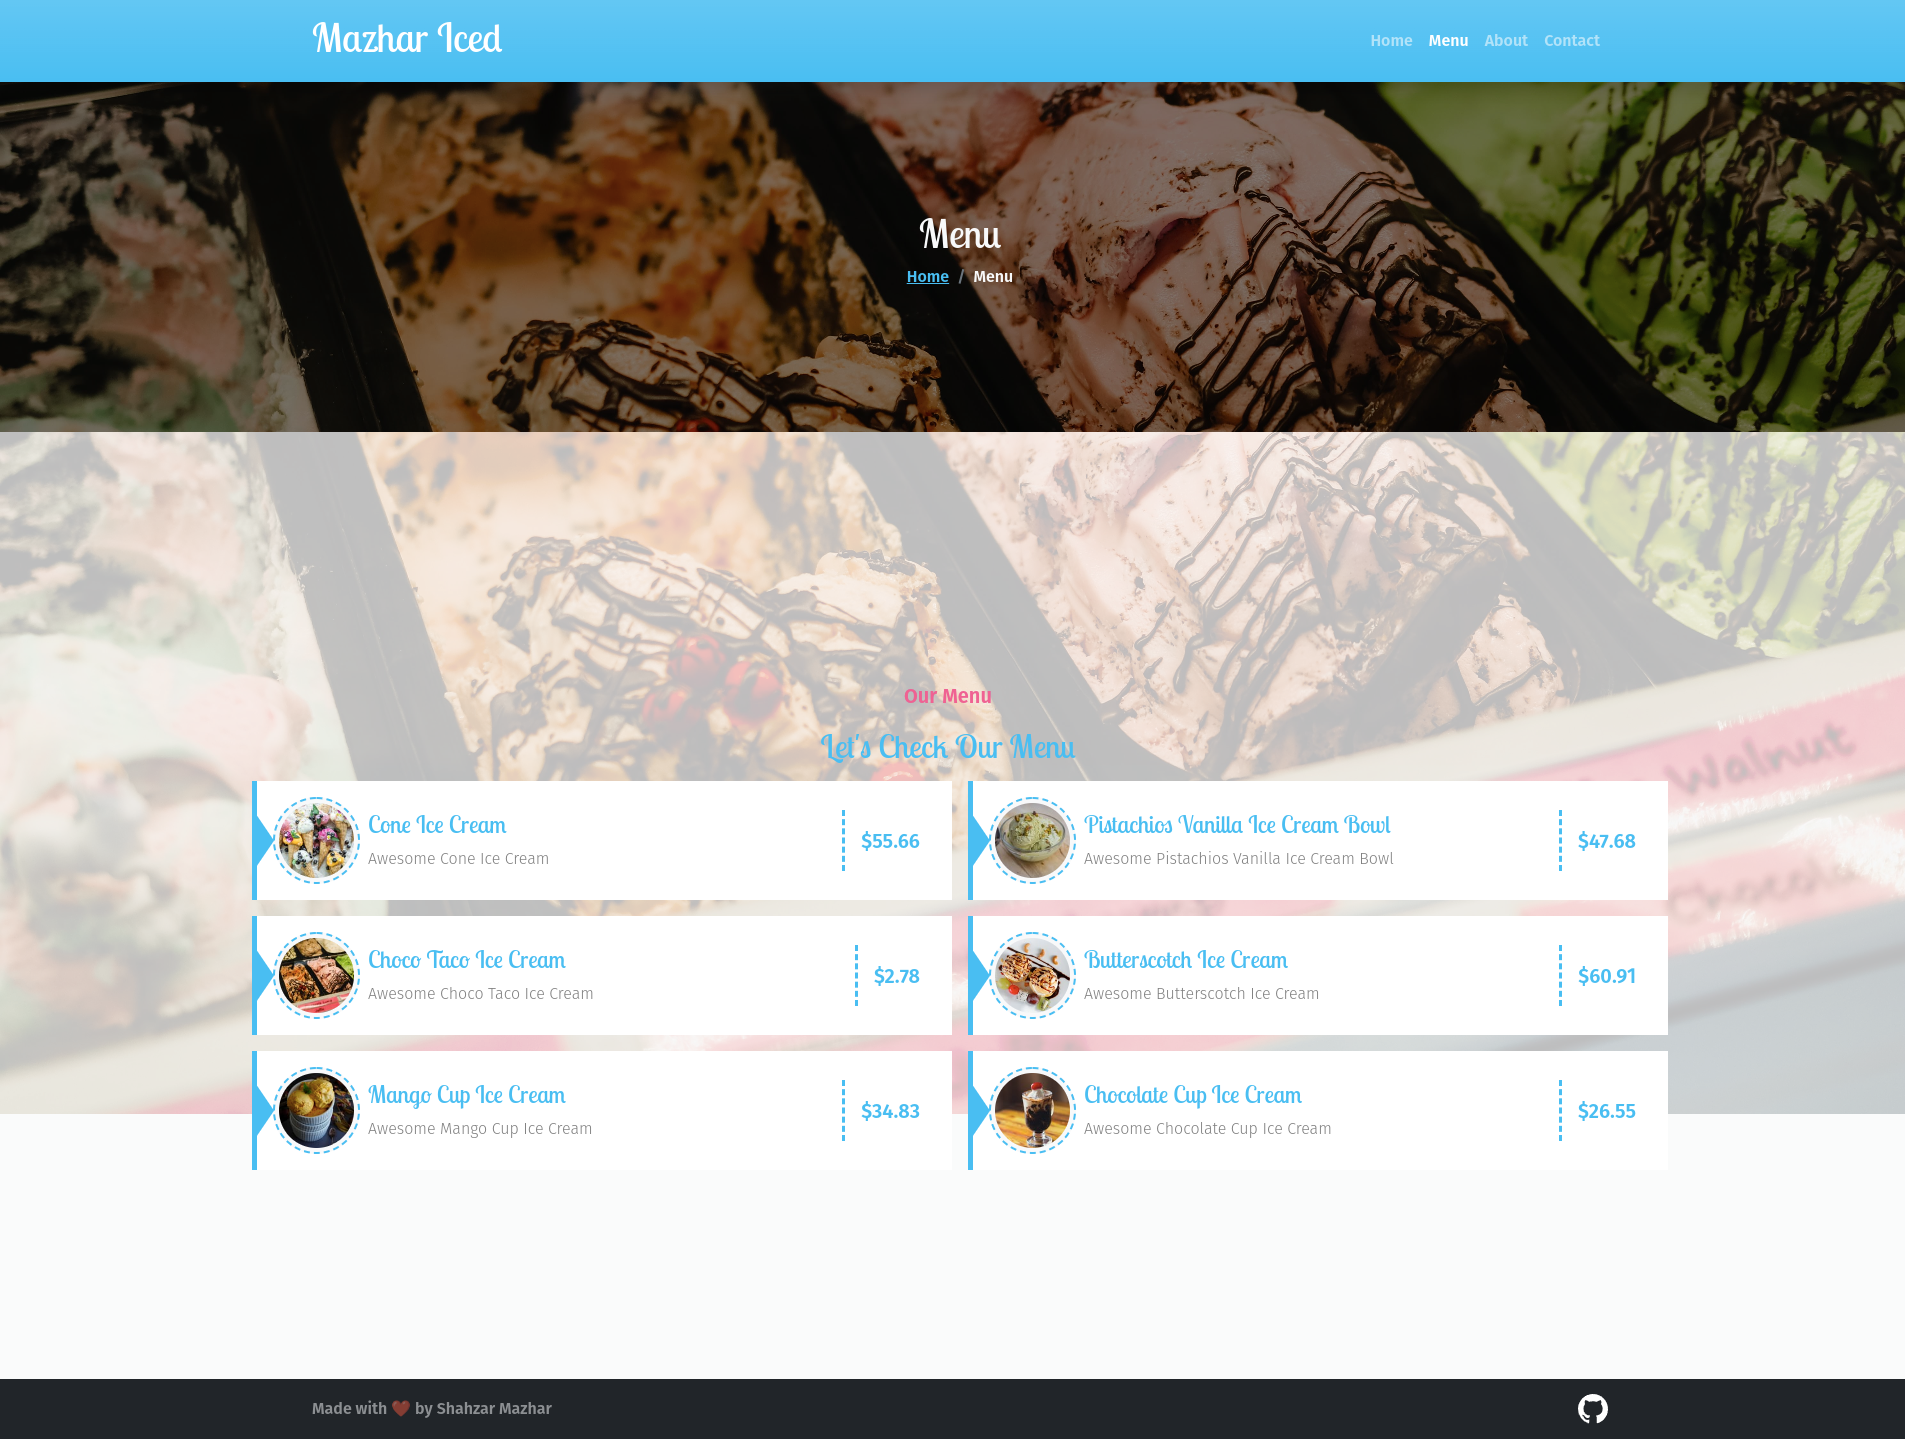 Mazhar Iced
Home Menu About Contact
Menu
Home / Menu
Our Menu
Let's Check Our Menu
Walnut
Cone Ice Cream
Awesome Cone Ice Cream
$55.66
Pistachios Vanilla Ice Cream Bowl
Awesome Pistachios Vanilla Ice Cream Bowl
$47.68
Choco Taco Ice Cream
Awesome Choco Taco Ice Cream
$2.78
Butterscotch Ice Cream
Awesome Butterscotch Ice Cream
$60.91
Mango Cup Ice Cream
Awesome Mango Cup Ice Cream
$34.83
Chocolate Cup Ice Cream
Awesome Chocolate Cup Ice Cream
$26.55
Made with ❤️ by Shahzar Mazhar